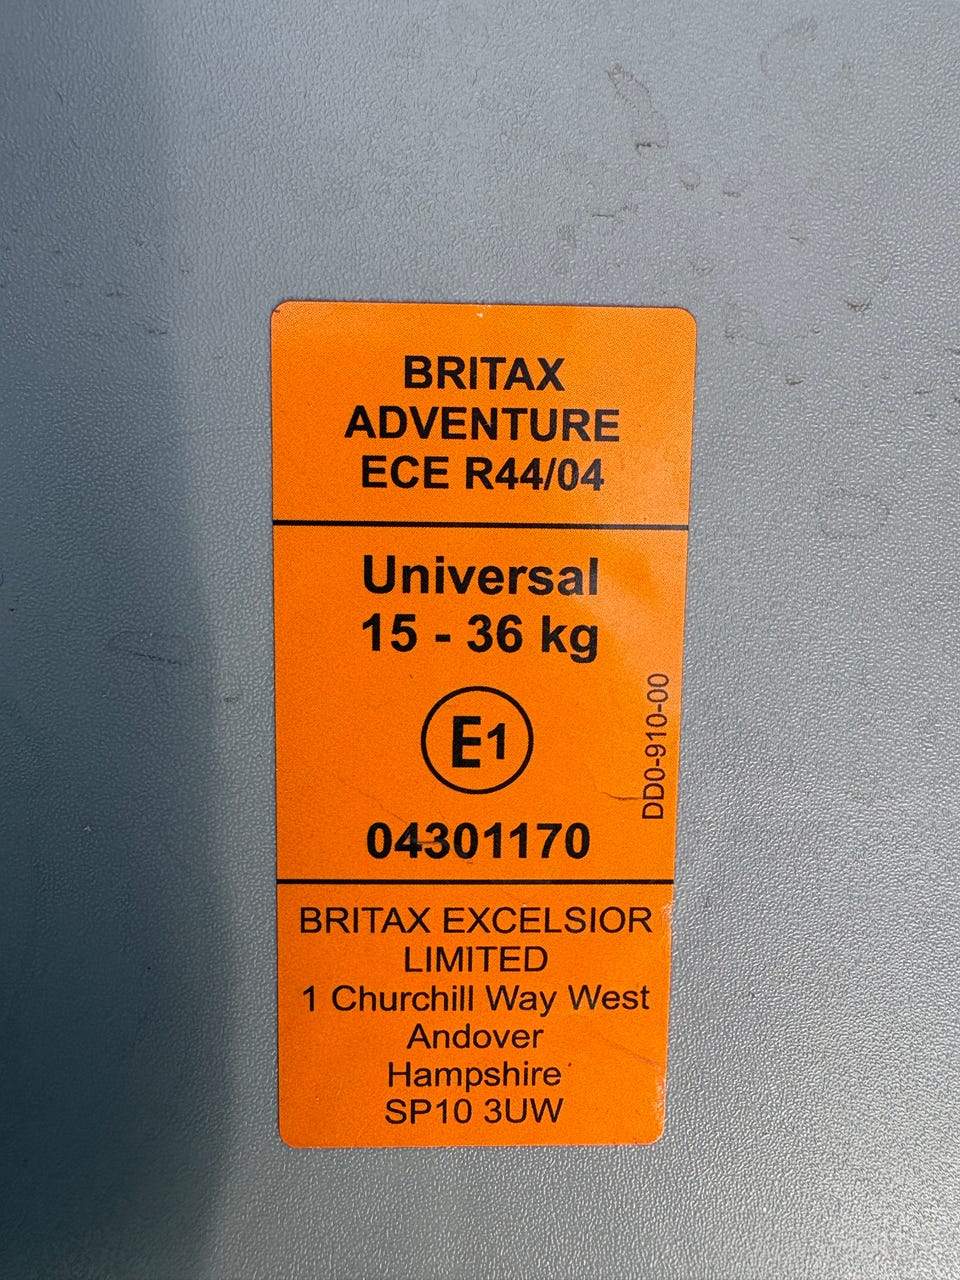 BRITAX
ADVENTURE
ECE R44/04
Universal
15 - 36 kg
E1
04301170
DD0-910-00
BRITAX EXCELSIOR
LIMITED
1 Churchill Way West
Andover
Hampshire
SP10 3UW